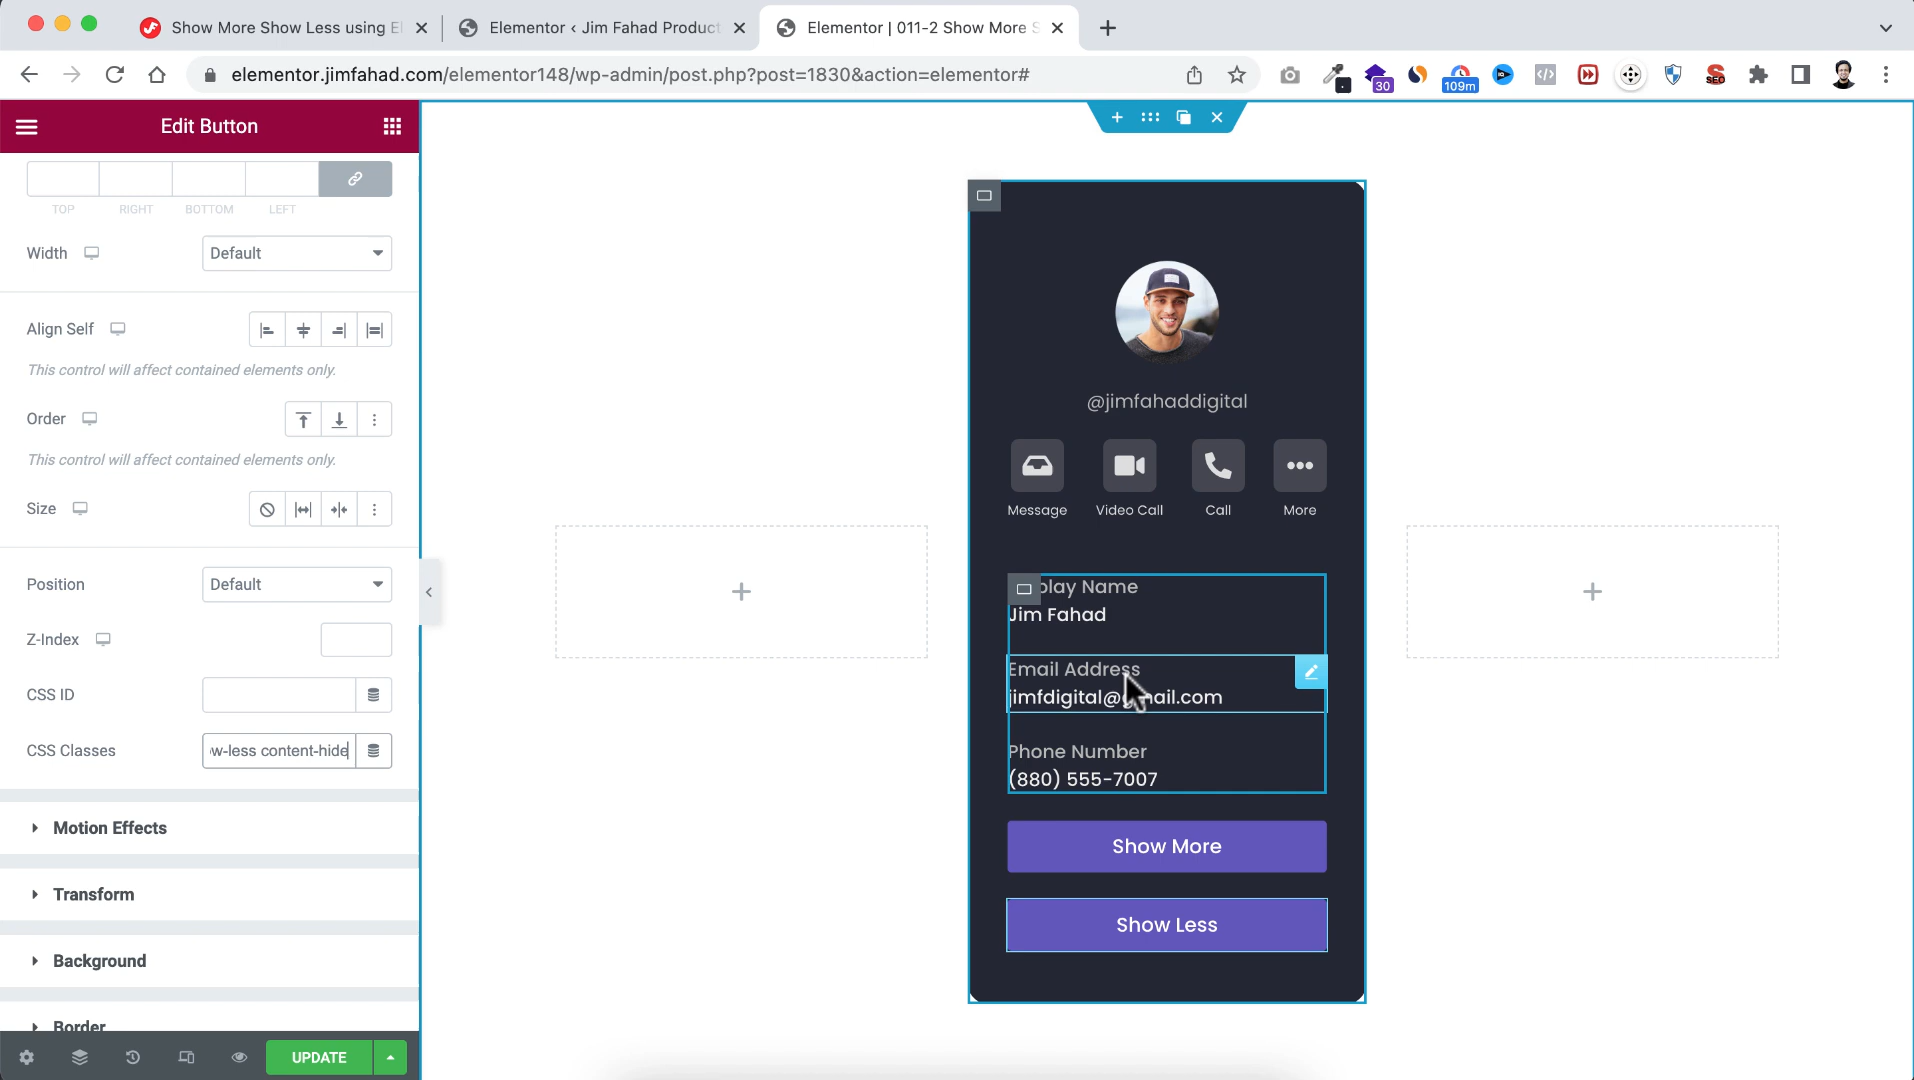 Show More Show Less using El
Elementor ‹ Jim Fahad Product
Elementor | 011-2 Show More S
elementor.jimfahad.com/elementor148/wp-admin/post.php?post=1830&action=elementor#
30
109m
SEO
Edit Button
TOP RIGHT BOTTOM LEFT
Width Default
Align Self
This control will affect contained elements only.
Order
This control will affect contained elements only.
Size
Position Default
Z-Index
CSS ID
CSS Classes w-less content-hide
Motion Effects
Transform
Background
Border
UPDATE
@jimfahaddigital
Message Video Call Call More
play Name
Jim Fahad
Email Address
jimfdigital@gmail.com
Phone Number
(880) 555-7007
Show More
Show Less